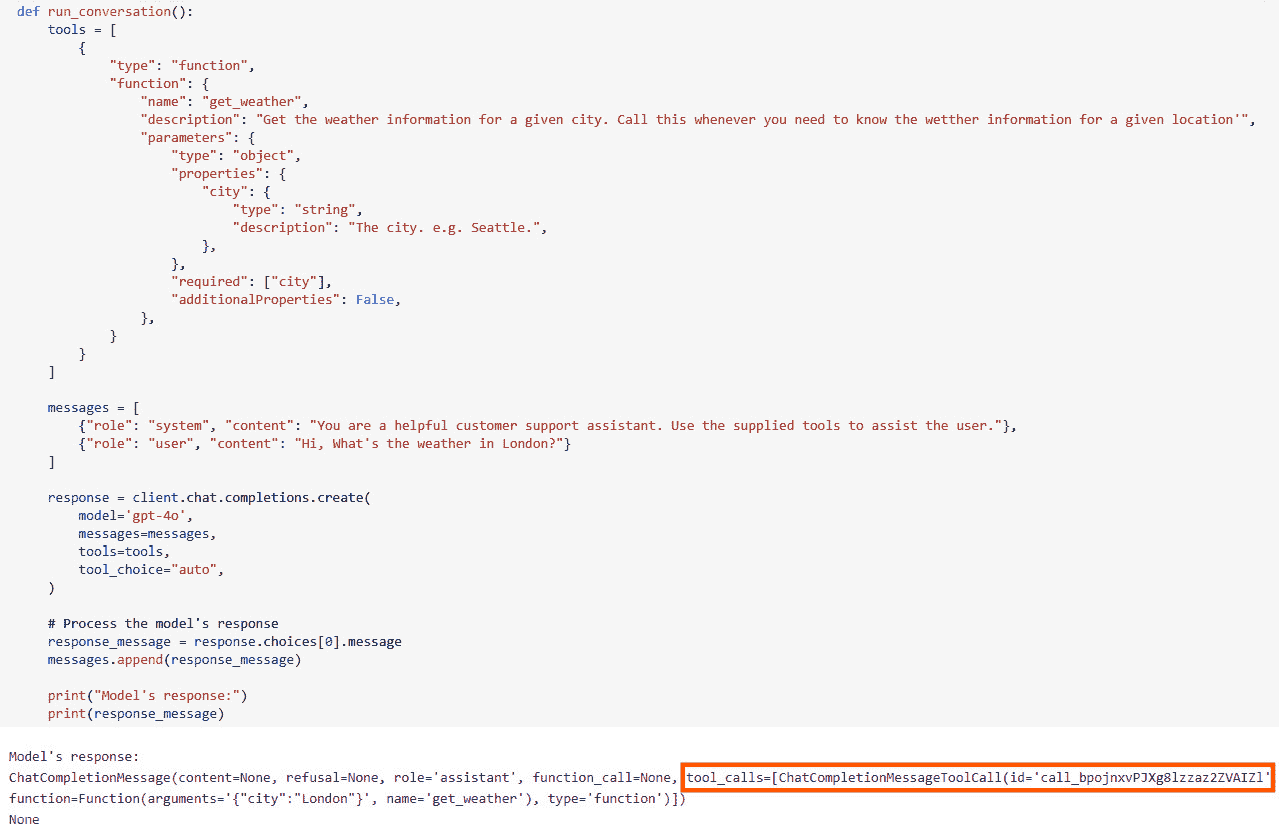 def run_conversation():
    tools = [
        {
            "type": "function",
            "function": {
                "name": "get_weather",
                "description": "Get the weather information for a given city. Call this whenever you need to know the wetther information for a given location'",
                "parameters": {
                    "type": "object",
                    "properties": {
                        "city": {
                            "type": "string",
                            "description": "The city. e.g. Seattle.",
                        },
                    },
                    "required": ["city"],
                    "additionalProperties": False,
                },
            }
        }
    ]

    messages = [
        {"role": "system", "content": "You are a helpful customer support assistant. Use the supplied tools to assist the user."},
        {"role": "user", "content": "Hi, What's the weather in London?"}
    ]

    response = client.chat.completions.create(
        model='gpt-4o',
        messages=messages,
        tools=tools,
        tool_choice="auto",
    )

    # Process the model's response
    response_message = response.choices[0].message
    messages.append(response_message)

    print("Model's response:")
    print(response_message)

Model's response:
ChatCompletionMessage(content=None, refusal=None, role='assistant', function_call=None, tool_calls=[ChatCompletionMessageToolCall(id='call_bpojnxvPJXg8lzzaz2ZVAIZl'
function=Function(arguments='{"city":"London"}', name='get_weather'), type='function')])
None